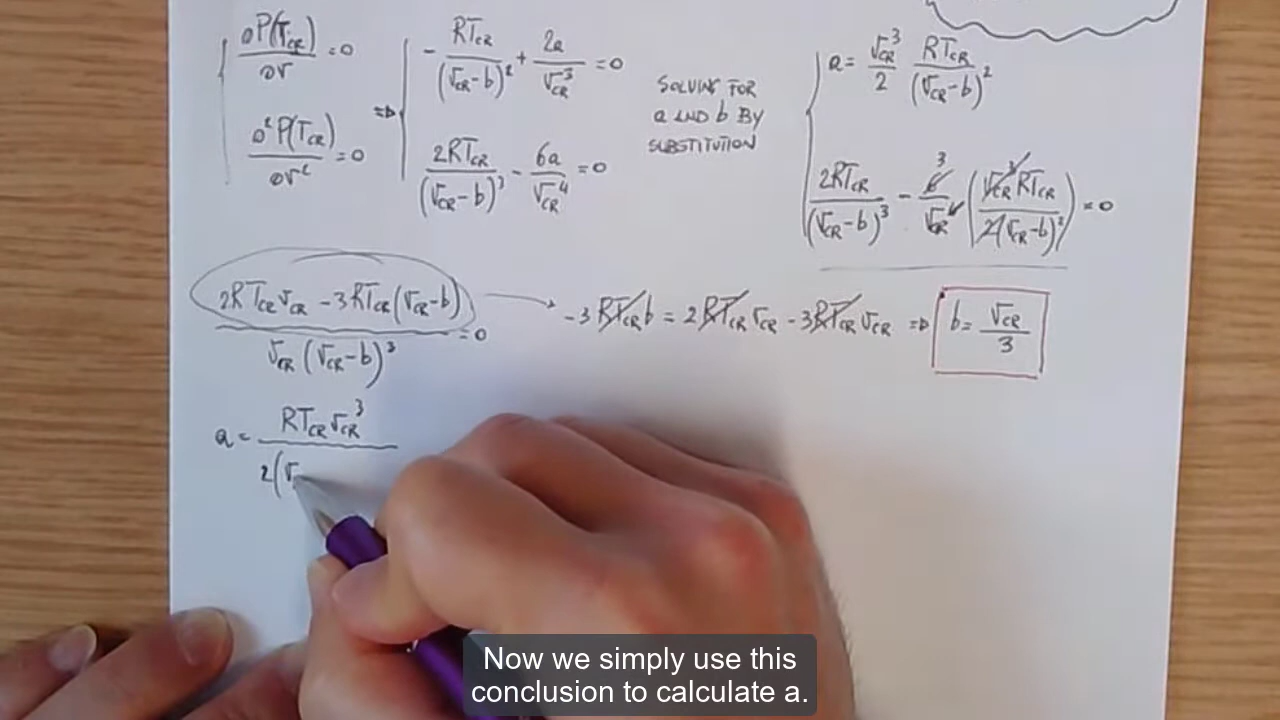 ∂P(T_CR)/∂v = 0 ⇒ - RT_CR/(v_CR - b)² + 2a/v_CR³ = 0
∂²P(T_CR)/∂v² = 0 2RT_CR/(v_CR - b)³ - 6a/v_CR⁴ = 0
SOLVING FOR
a AND b BY
SUBSTITUTION
a = v_CR³/2 RT_CR/(v_CR - b)²
2RT_CR/(v_CR - b)³ - 6/v_CR⁴ (v_CR³ RT_CR/2(v_CR - b)²) = 0
3
(2RT_CR v_CR - 3RT_CR(v_CR - b))/(v_CR (v_CR - b)³) = 0 → -3RT_CR b = 2RT_CR v_CR - 3RT_CR v_CR ⇒ b = v_CR/3
a = RT_CR v_CR³/2(v
Now we simply use this
conclusion to calculate a.